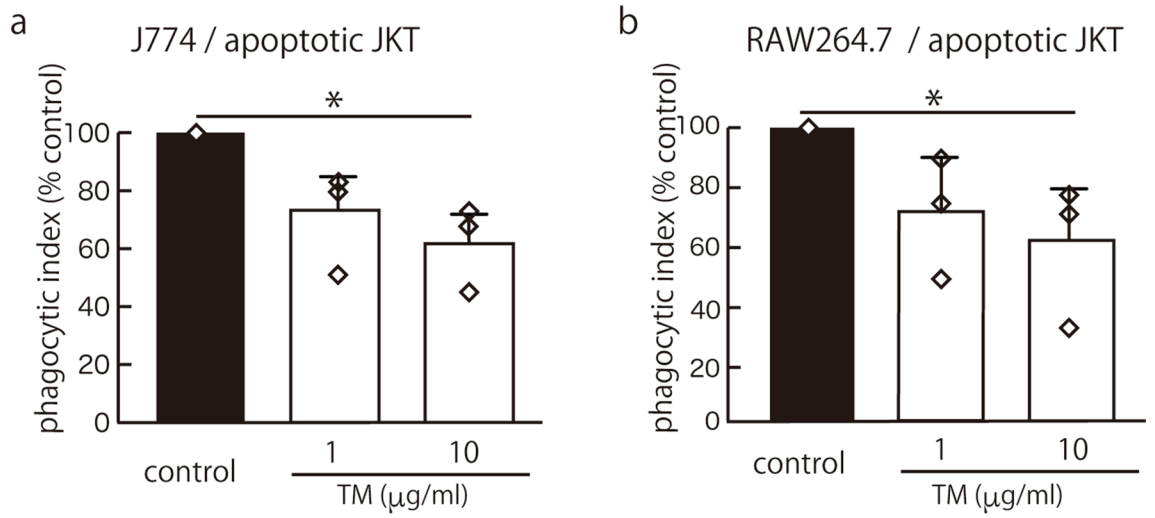 a
J774 / apoptotic JKT
phagocytic index (% control)
*
100
80
60
40
20
0
control
1
10
TM (μg/ml)
b
RAW264.7 / apoptotic JKT
phagocytic index (% control)
*
100
80
60
40
20
0
control
1
10
TM (μg/ml)